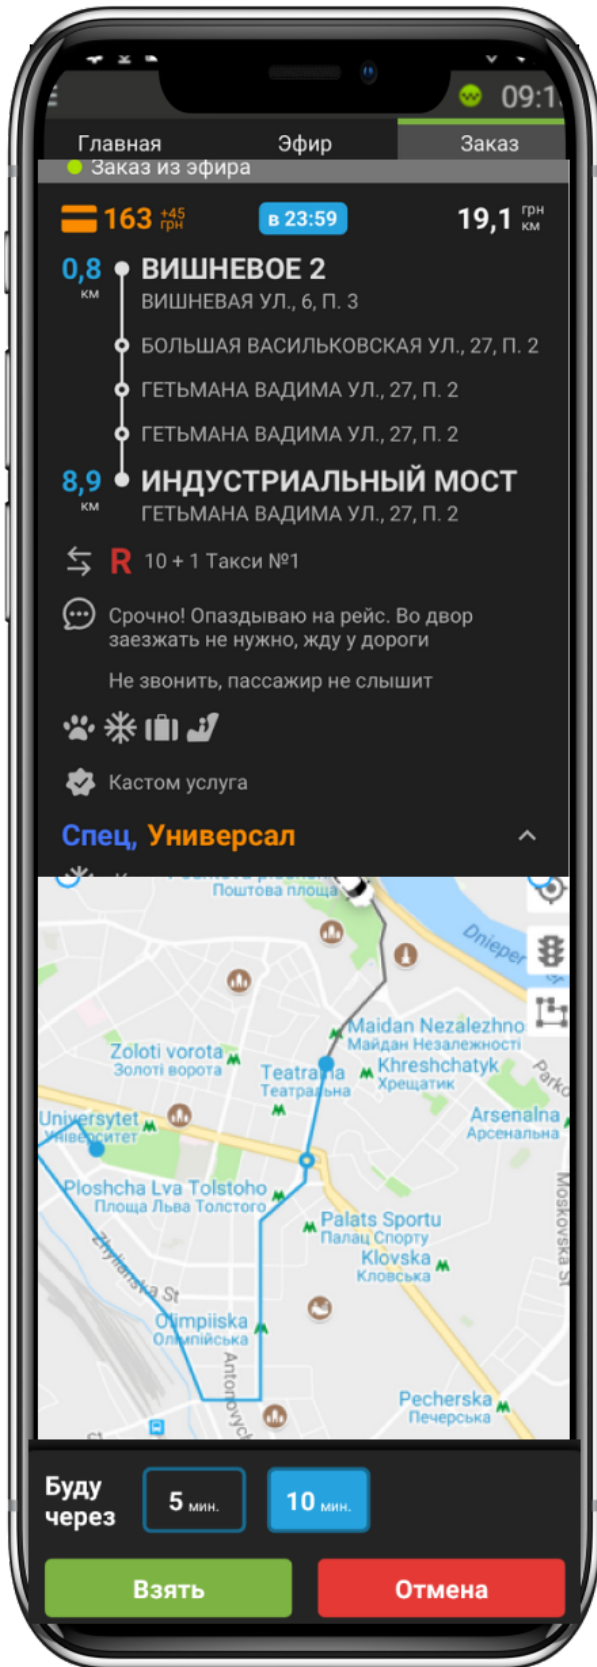 09:1
Главная Эфир Заказ
Заказ из эфира
163 +45 грн в 23:59 19,1 грн км
0,8 км ВИШНЕВОЕ 2
ВИШНЕВАЯ УЛ., 6, П. 3
БОЛЬШАЯ ВАСИЛЬКОВСКАЯ УЛ., 27, П. 2
ГЕТЬМАНА ВАДИМА УЛ., 27, П. 2
ГЕТЬМАНА ВАДИМА УЛ., 27, П. 2
8,9 км ИНДУСТРИАЛЬНЫЙ МОСТ
ГЕТЬМАНА ВАДИМА УЛ., 27, П. 2
R 10 + 1 Такси №1
Срочно! Опаздываю на рейс. Во двор
заезжать не нужно, жду у дороги
Не звонить, пассажир не слышит
Кастом услуга
Спец, Универсал
Поштова площа
Dnieper
Maidan Nezalezhno
Майдан Незалежності
Zoloti vorota
Золоті ворота
Teatralna
Театральна
Khreshchatyk
Хрещатик
Parko
Universytet
Університет
Arsenalna
Арсенальна
Ploshcha Lva Tolstoho
Площа Льва Толстого
Moskovska St
Palats Sportu
Палац Спорту
Klovska
Кловська
Zhylianska St
Olimpiiska
Олімпійська
Antonovych
Pecherska
Печерська
Буду
через
5 мин. 10 мин.
Взять Отмена